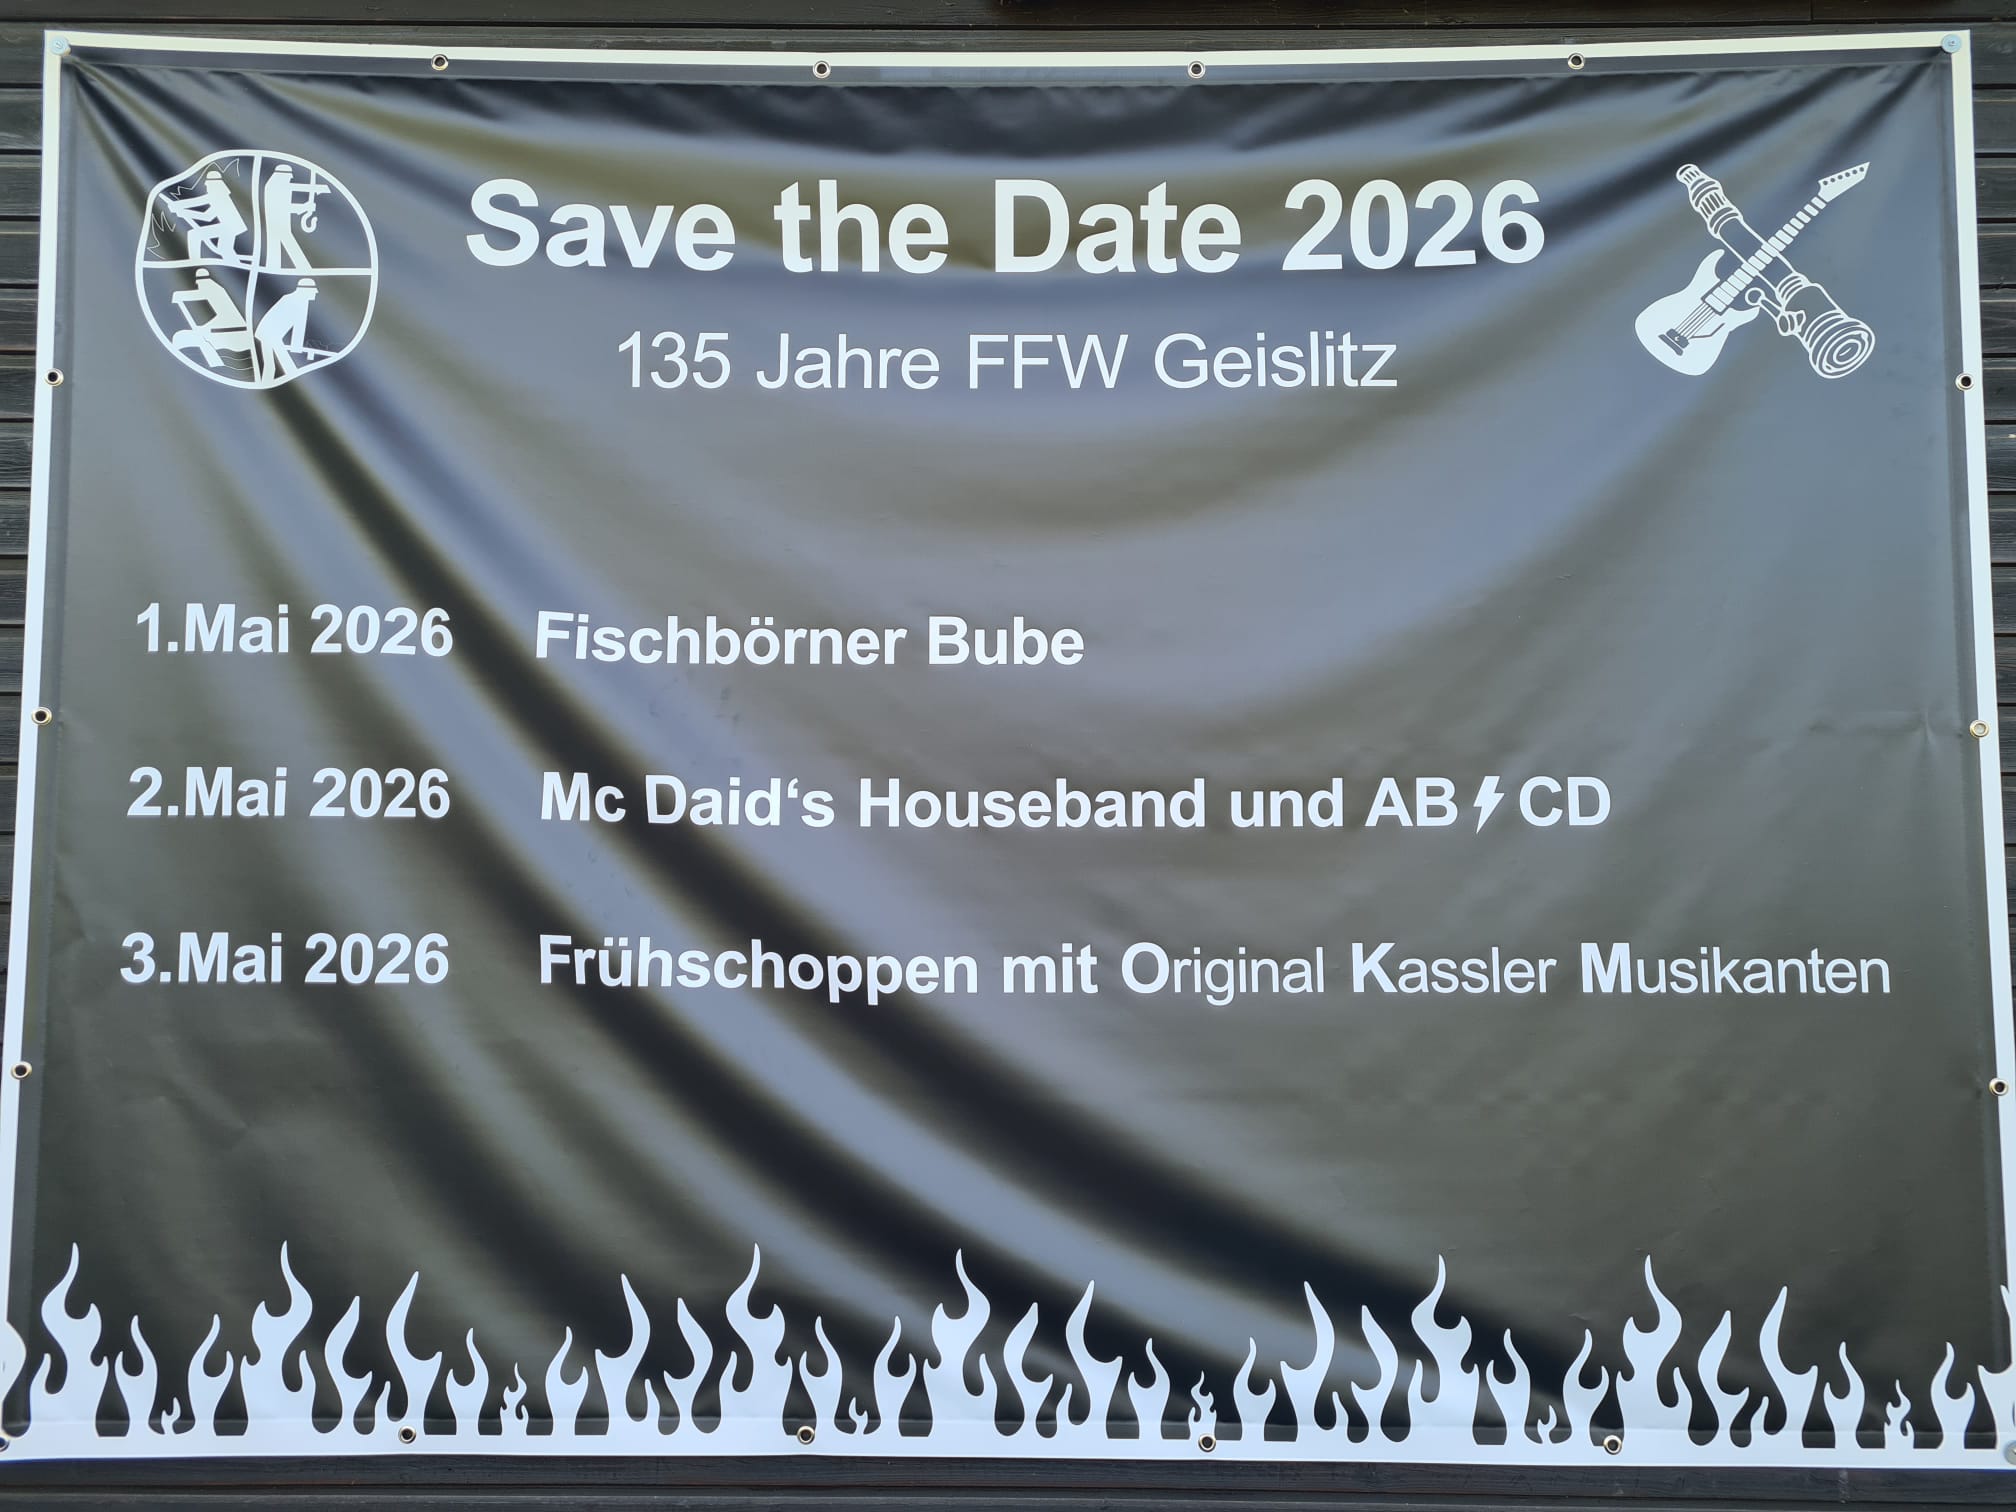 Save the Date 2026
135 Jahre FFW Geislitz
1.Mai 2026 Fischbörner Bube
2.Mai 2026 Mc Daid‘s Houseband und AB⚡CD
3.Mai 2026 Frühschoppen mit Original Kassler Musikanten